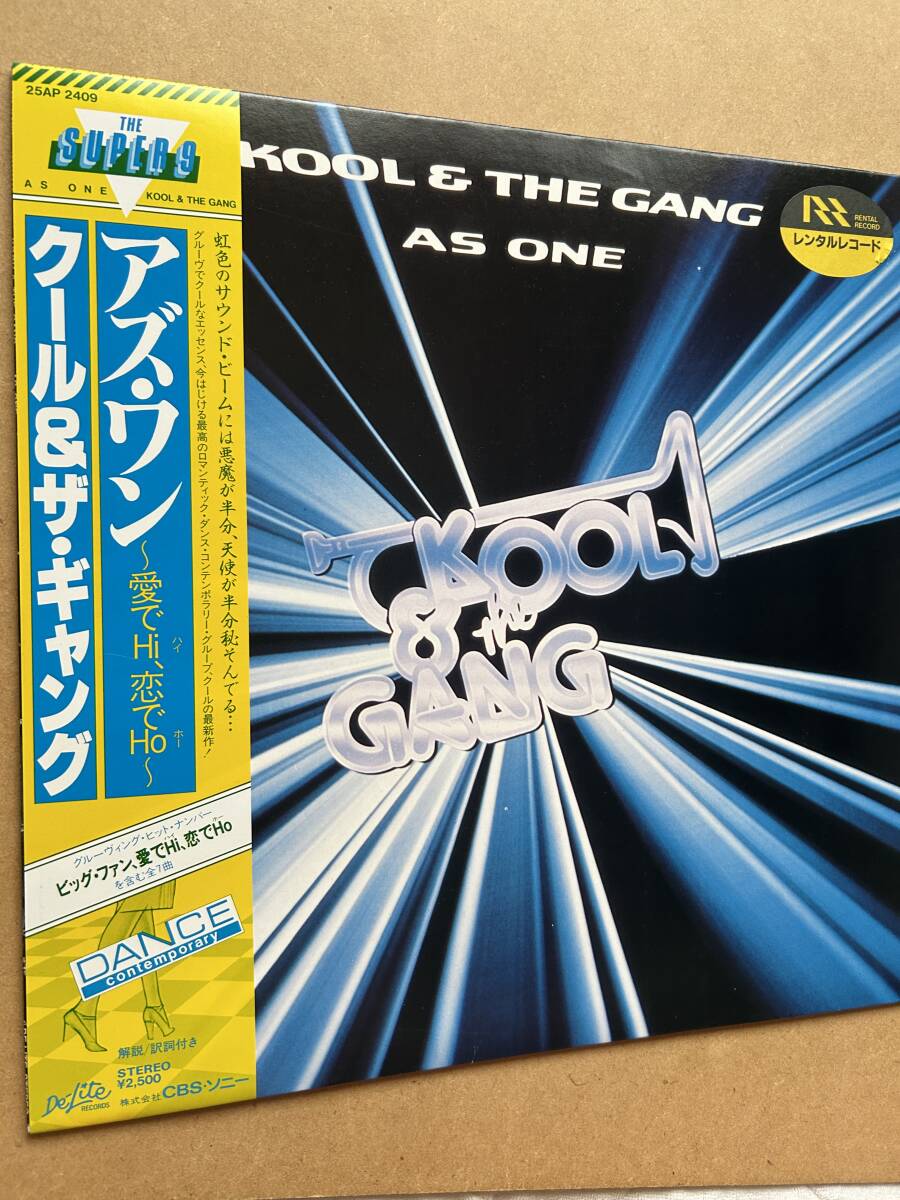 25AP 2409
THE
SUPER 9
AS ONE
KOOL & THE GANG
アズ・ワン
〜愛でHi、恋でHo〜
ハイ
ホー
クール&ザ・ギャング
虹色のサウンド・ビームには悪魔が半分、天使が半分秘そんでる…
グルーヴでクールなエッセンス、今はじける最高のロマンティック・ダンス・コンテンポラリー・グループ、クールの最新作!
グルーヴィング・ヒット・ナンバー
ハイ
ホー
ビッグ・ファン、愛でHi、恋でHo
を含む全7曲
DANCE
contemporary
解説/訳詞付き
STEREO
¥2,500
De-Lite
RECORDS
株式会社CBS・ソニー
KOOL & THE GANG
AS ONE
RR
RENTAL
RECORD
レンタルレコード
KOOL
& the
GANG